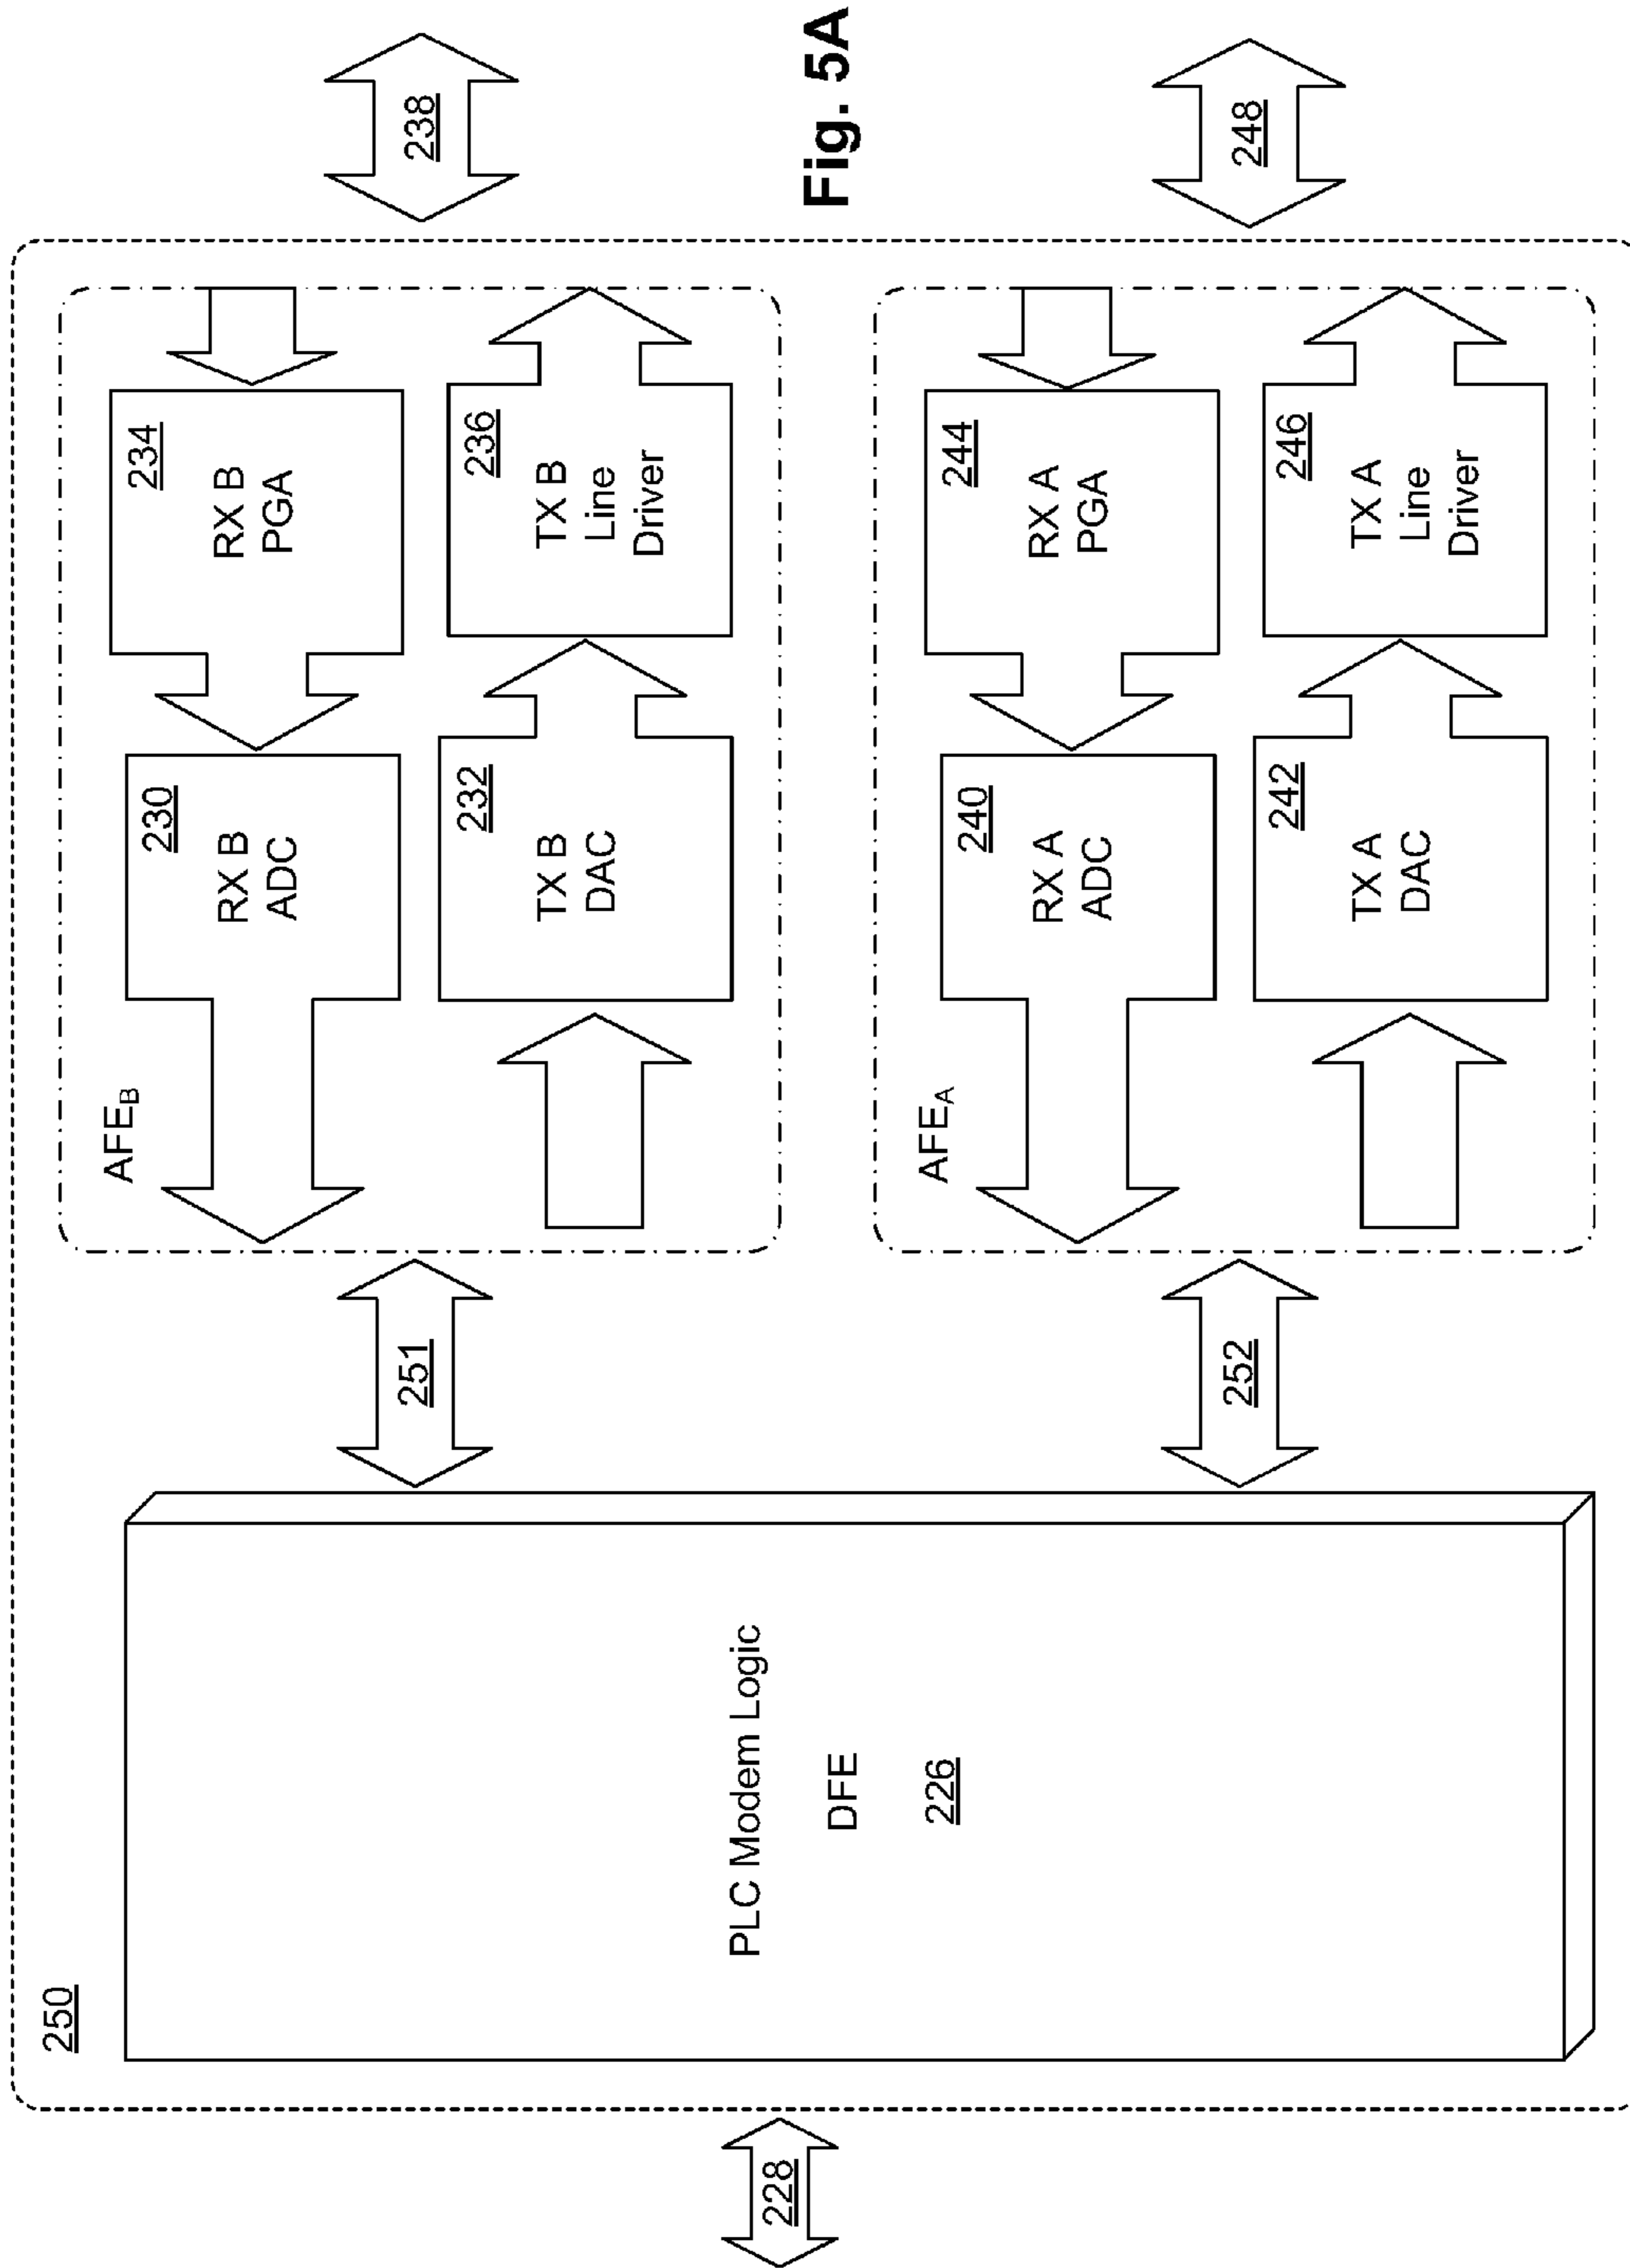 250
228
PLC Modem Logic
DFE
226
251
252
AFEB
RX B
ADC
230
RX B
PGA
234
TX B
DAC
232
TX B
Line
Driver
236
238
AFEA
RX A
ADC
240
RX A
PGA
244
TX A
DAC
242
TX A
Line
Driver
246
248
Fig. 5A